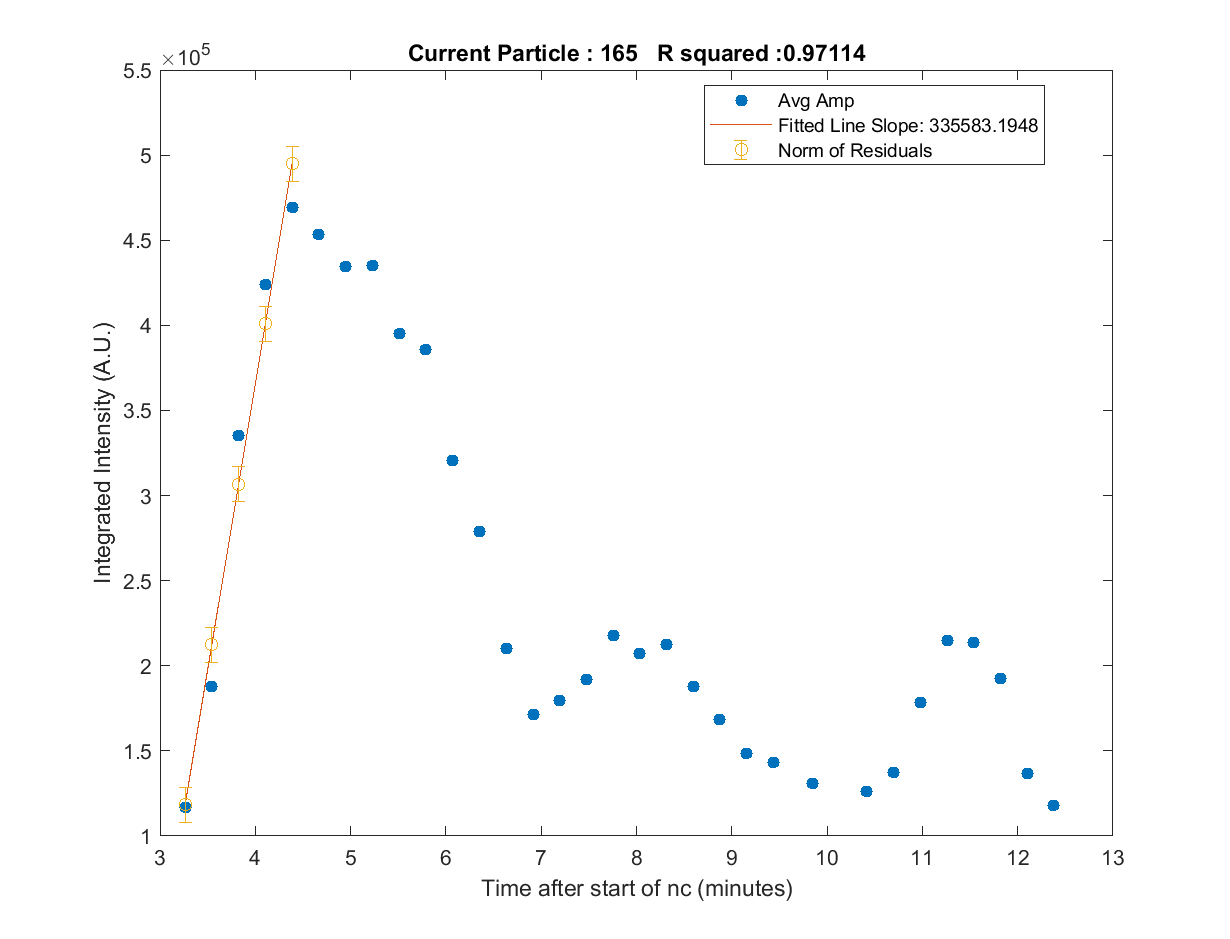 Current Particle : 165 R squared :0.97114
×10^5
5.5
5
4.5
4
3.5
3
2.5
2
1.5
1
Integrated Intensity (A.U.)
Avg Amp
Fitted Line Slope: 335583.1948
Norm of Residuals
3 4 5 6 7 8 9 10 11 12 13
Time after start of nc (minutes)